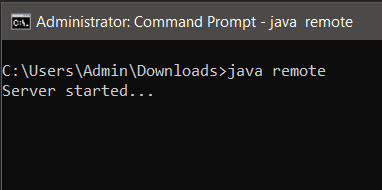 Administrator: Command Prompt - java  remote
C:\Users\Admin\Downloads>java remote
Server started...